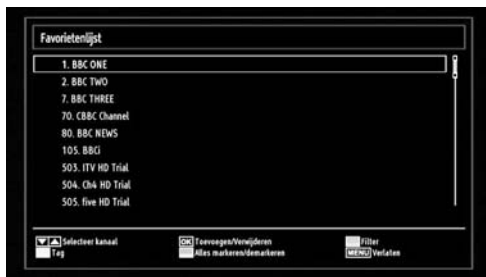 Favorietenlijst
1. BBC ONE
2. BBC TWO
7. BBC THREE
70. CBBC Channel
80. BBC NEWS
105. BBCi
503. ITV HD Trial
504. Ch4 HD Trial
505. five HD Trial
Selecteer kanaal OK Toevoegen/Verwijderen Filter
Tag Alles markeren/demarkeren MENU Verlaten